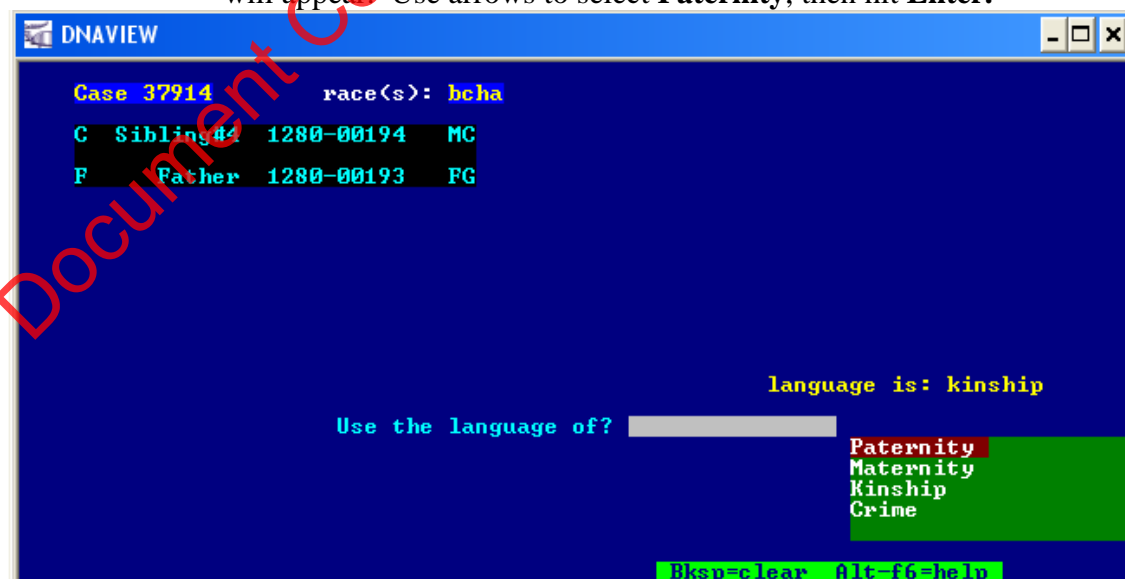 will appear. Use arrows to select Paternity, then hit Enter.
DNAVIEW
Case 37914 race(s): bcha
C Sibling#4 1280-00194 MC
F Father 1280-00193 FG
language is: kinship
Use the language of?
Paternity
Maternity
Kinship
Crime
Bksp=clear Alt-f6=help
Document Co